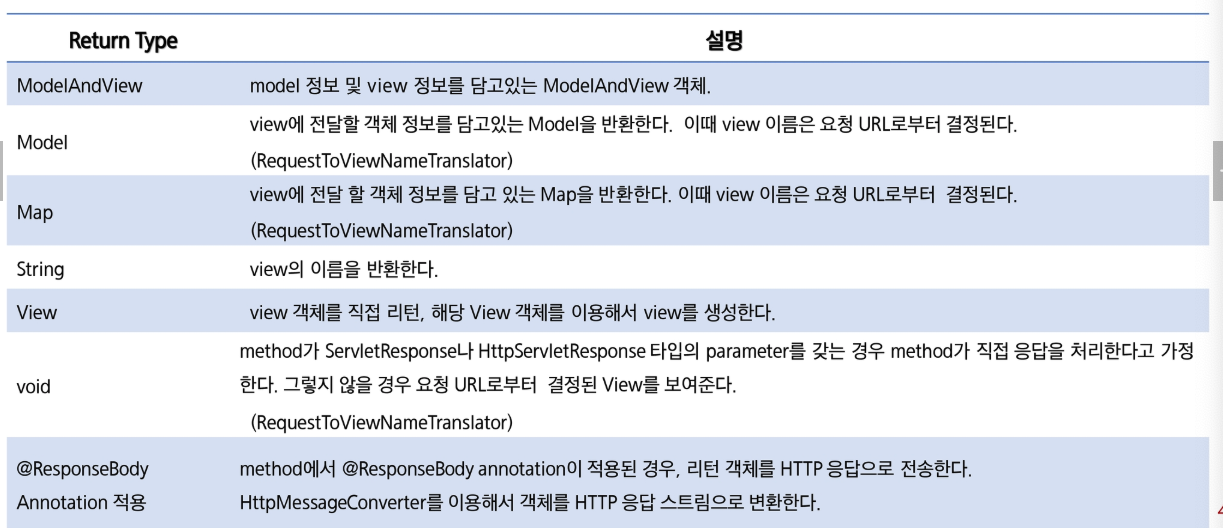 Return Type 설명
ModelAndView model 정보 및 view 정보를 담고있는 ModelAndView 객체.
Model view에 전달할 객체 정보를 담고있는 Model을 반환한다. 이때 view 이름은 요청 URL로부터 결정된다.
(RequestToViewNameTranslator)
Map view에 전달 할 객체 정보를 담고 있는 Map을 반환한다. 이때 view 이름은 요청 URL로부터 결정된다.
(RequestToViewNameTranslator)
String view의 이름을 반환한다.
View view 객체를 직접 리턴, 해당 View 객체를 이용해서 view를 생성한다.
void method가 ServletResponse나 HttpServletResponse 타입의 parameter를 갖는 경우 method가 직접 응답을 처리한다고 가정
한다. 그렇지 않을 경우 요청 URL로부터 결정된 View를 보여준다.
(RequestToViewNameTranslator)
@ResponseBody method에서 @ResponseBody annotation이 적용된 경우, 리턴 객체를 HTTP 응답으로 전송한다.
Annotation 적용 HttpMessageConverter를 이용해서 객체를 HTTP 응답 스트림으로 변환한다.